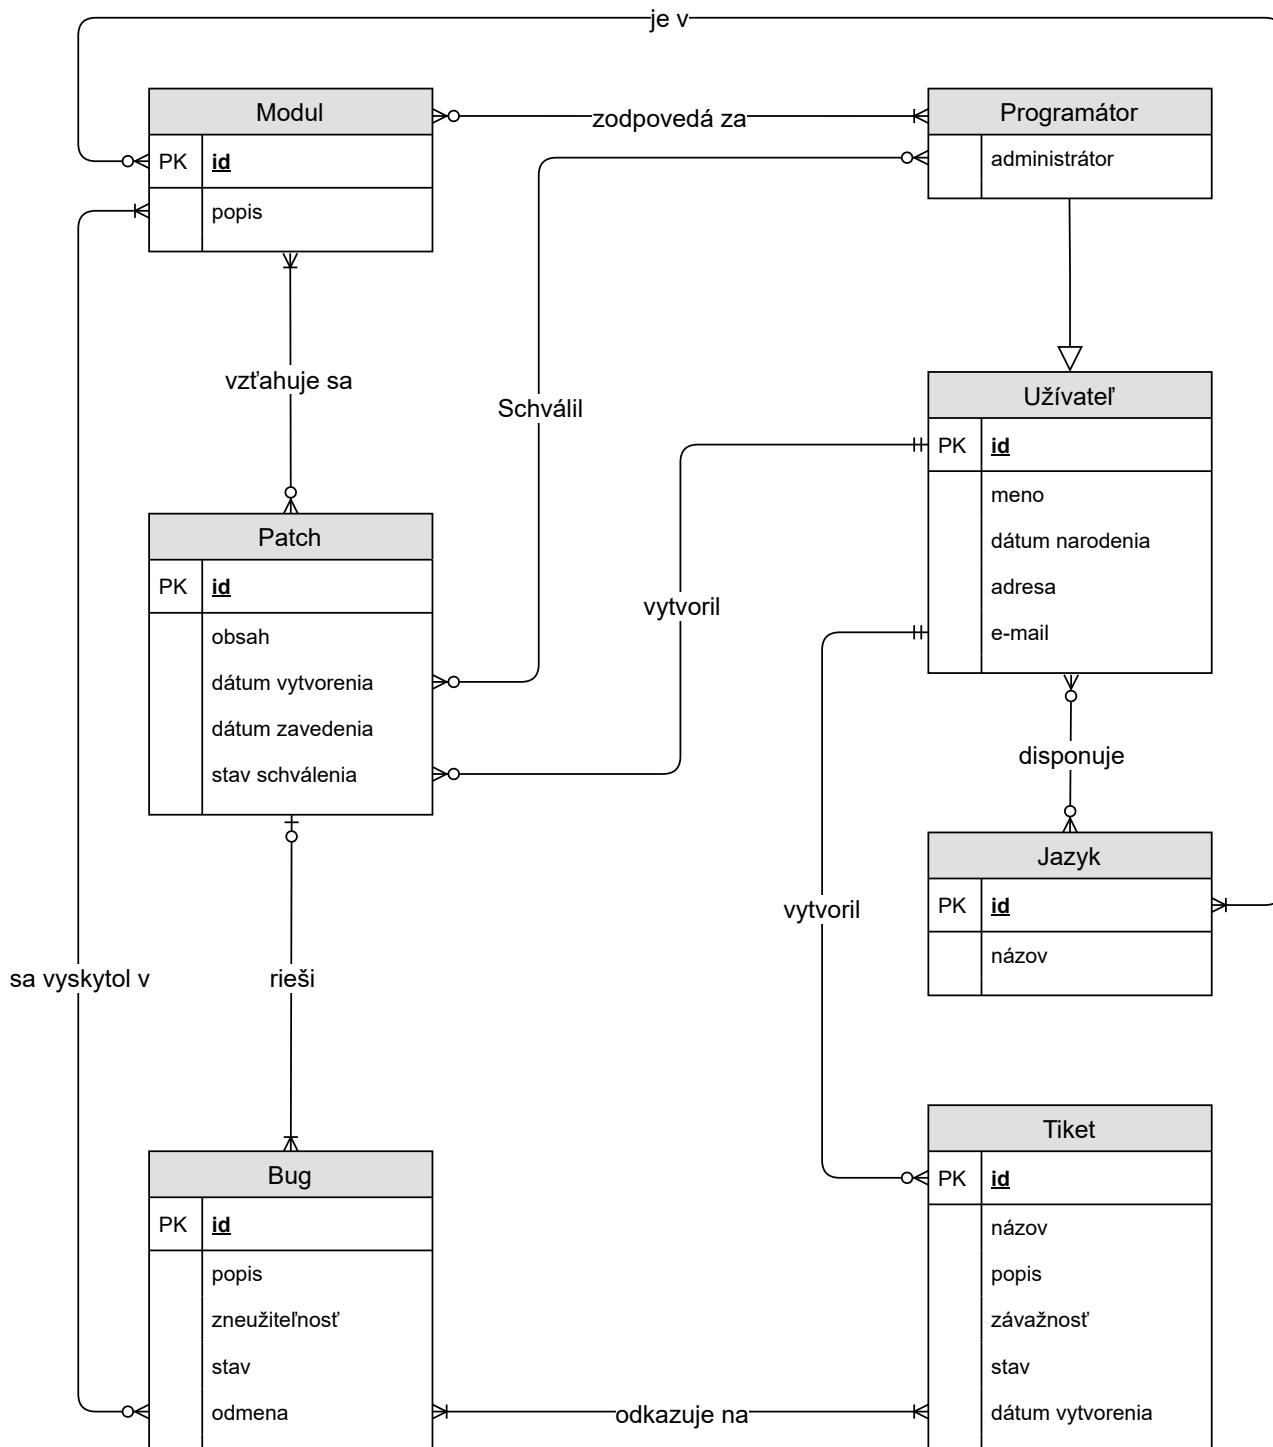 je v
Modul
PK id
popis
zodpovedá za
Programátor
administrátor
vzťahuje sa
Schválil
Užívateľ
PK id
meno
dátum narodenia
adresa
e-mail
Patch
PK id
obsah
dátum vytvorenia
dátum zavedenia
stav schválenia
vytvoril
disponuje
Jazyk
PK id
názov
vytvoril
sa vyskytol v
rieši
Tiket
PK id
názov
popis
závažnosť
stav
dátum vytvorenia
Bug
PK id
popis
zneužiteľnosť
stav
odmena
odkazuje na